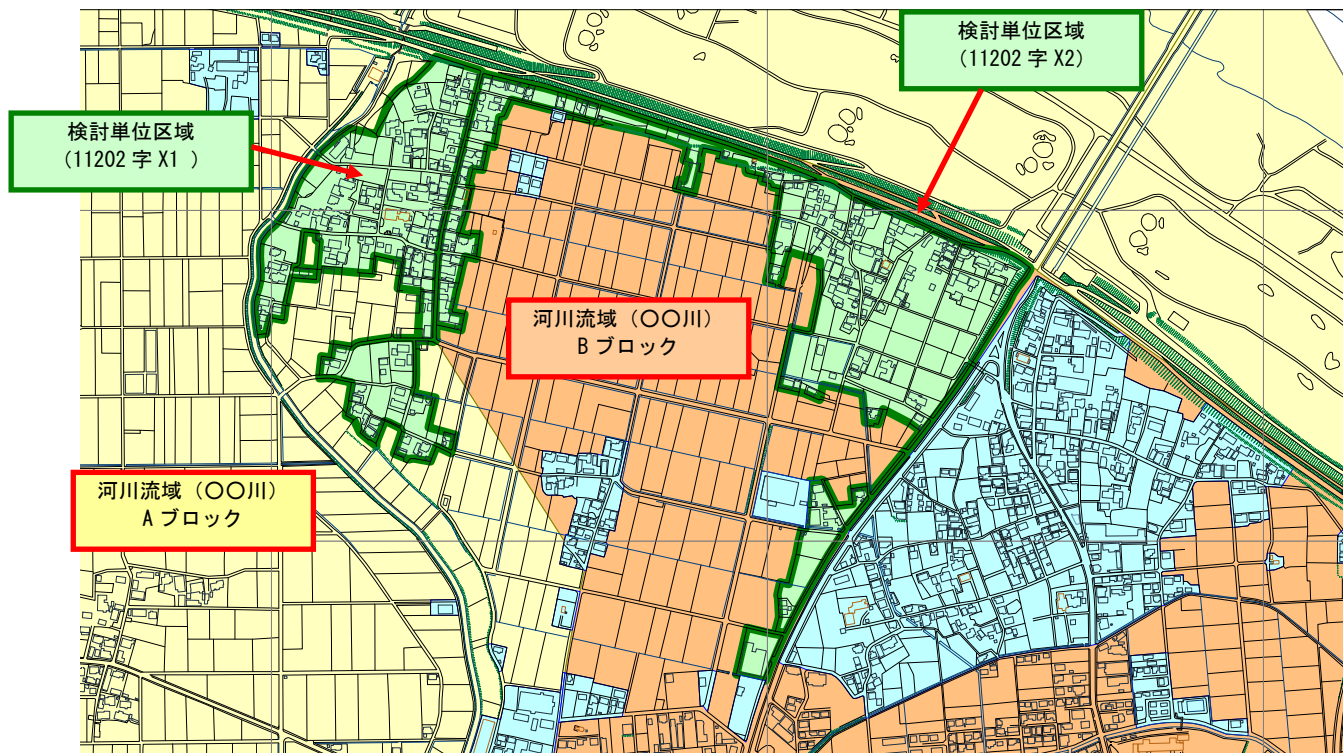 検討単位区域
(11202 字 X2)
検討単位区域
(11202 字 X1 )
河川流域（〇〇川）
B ブロック
河川流域（〇〇川）
A ブロック